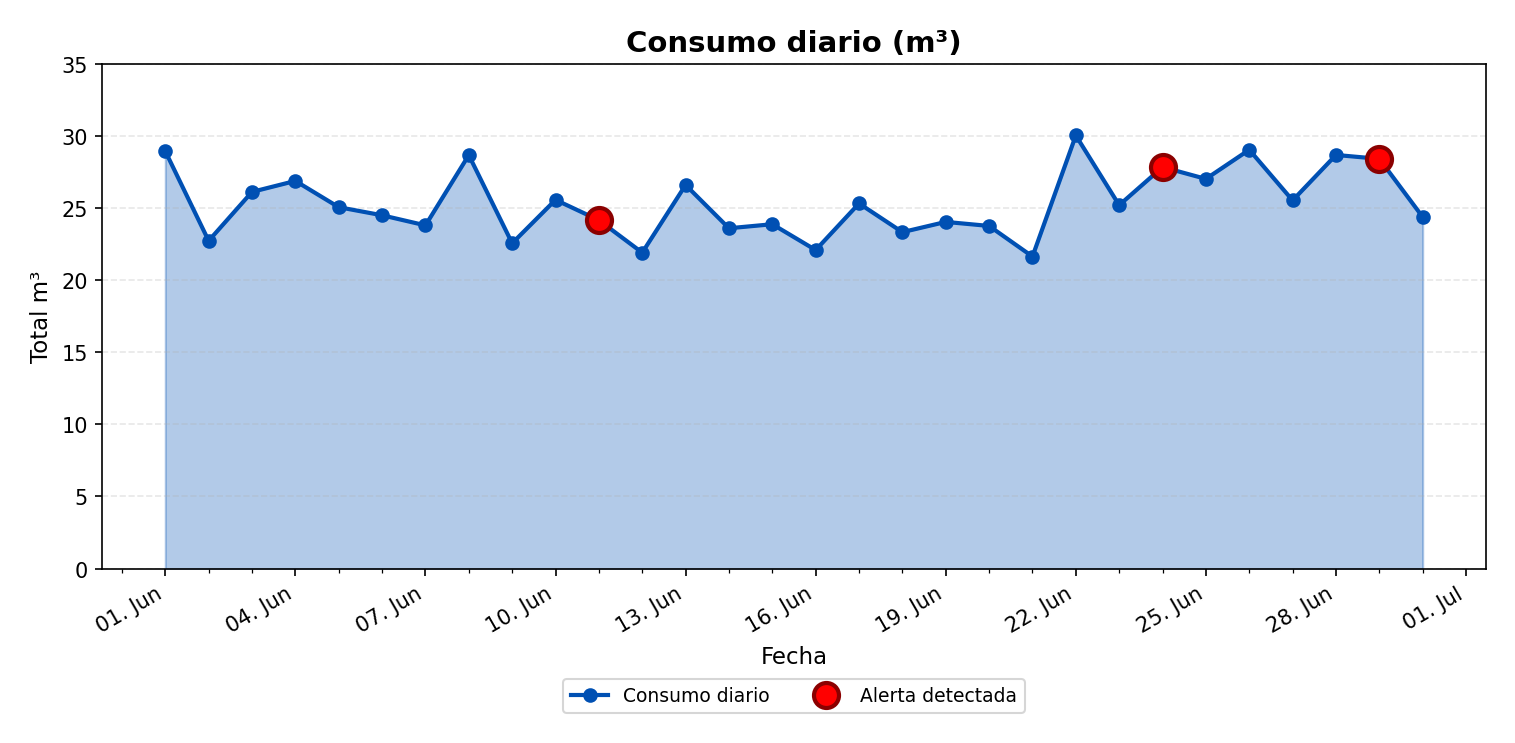 Consumo diario (m³)
35
30
25
20
15
10
5
0
Total m³
01. Jun
04. Jun
07. Jun
10. Jun
13. Jun
16. Jun
19. Jun
22. Jun
25. Jun
28. Jun
01. Jul
Fecha
Consumo diario
Alerta detectada